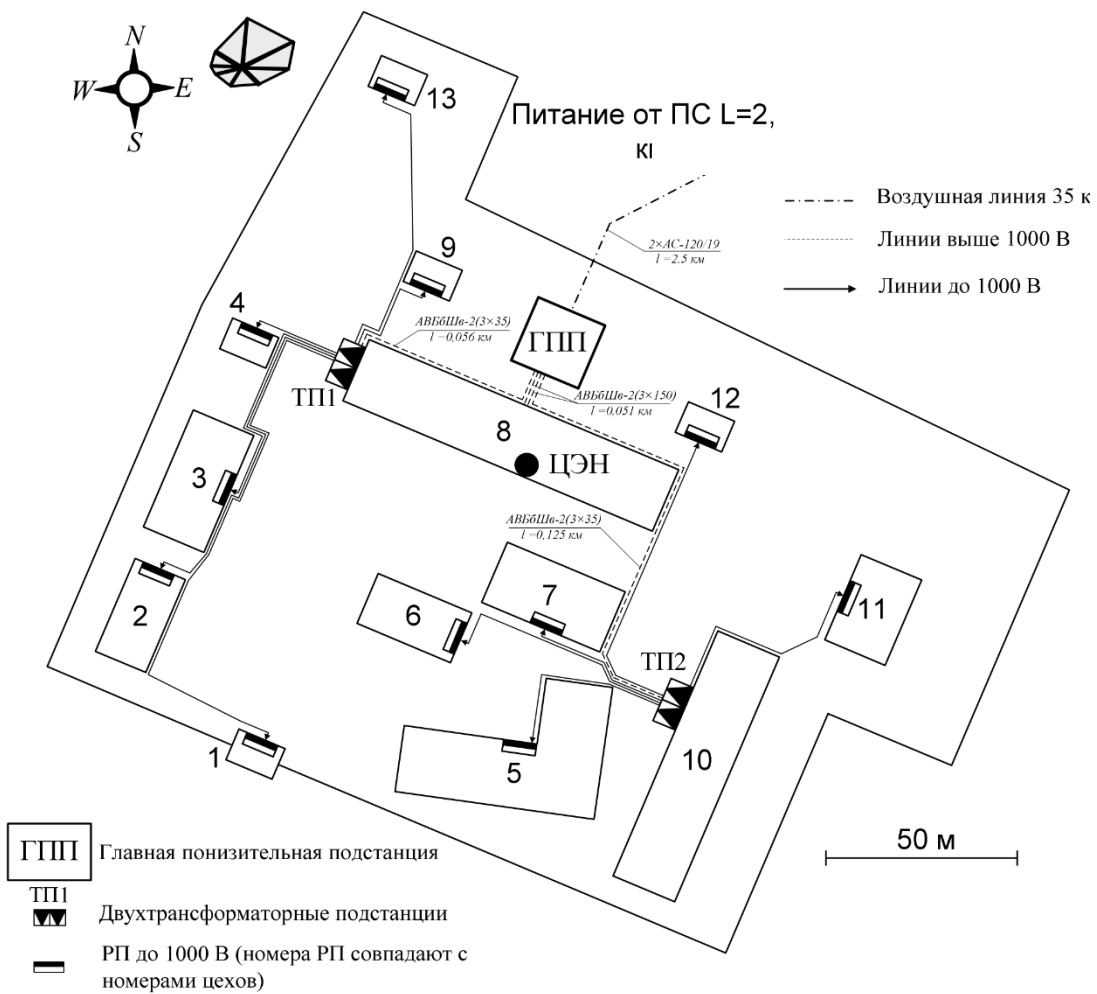 N
W
E
S
13
Питание от ПС L=2,
кI
Воздушная линия 35 к
Линии выше 1000 В
Линии до 1000 В
2×АС-120/19
l =2.5 км
9
4
АВБбШв-2(3×35)
l =0,056 км
ГПП
ТП1
АВБбШв-2(3×150)
l =0,051 км
12
8
ЦЭН
3
АВБбШв-2(3×35)
l =0,125 км
7
6
11
2
ТП2
1
5
10
ГПП
Главная понизительная подстанция
50 м
ТП1
Двухтрансформаторные подстанции
РП до 1000 В (номера РП совпадают с
номерами цехов)